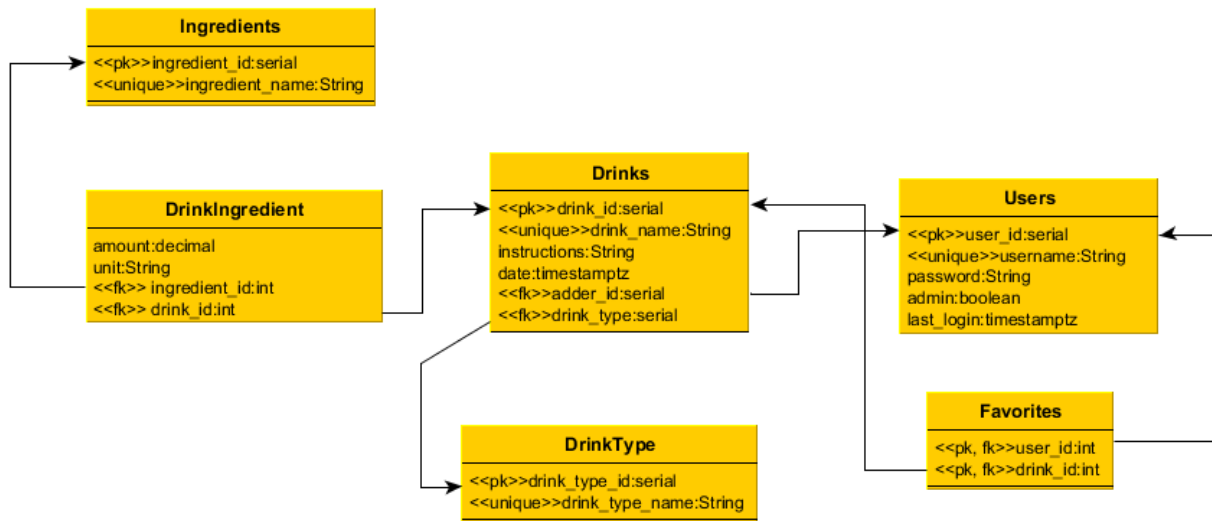 Ingredients
<<pk>>ingredient_id:serial
<<unique>>ingredient_name:String
DrinkIngredient
amount:decimal
unit:String
<<fk>> ingredient_id:int
<<fk>> drink_id:int
Drinks
<<pk>>drink_id:serial
<<unique>>drink_name:String
instructions:String
date:timestamptz
<<fk>>adder_id:serial
<<fk>>drink_type:serial
Users
<<pk>>user_id:serial
<<unique>>username:String
password:String
admin:boolean
last_login:timestamptz
DrinkType
<<pk>>drink_type_id:serial
<<unique>>drink_type_name:String
Favorites
<<pk, fk>>user_id:int
<<pk, fk>>drink_id:int